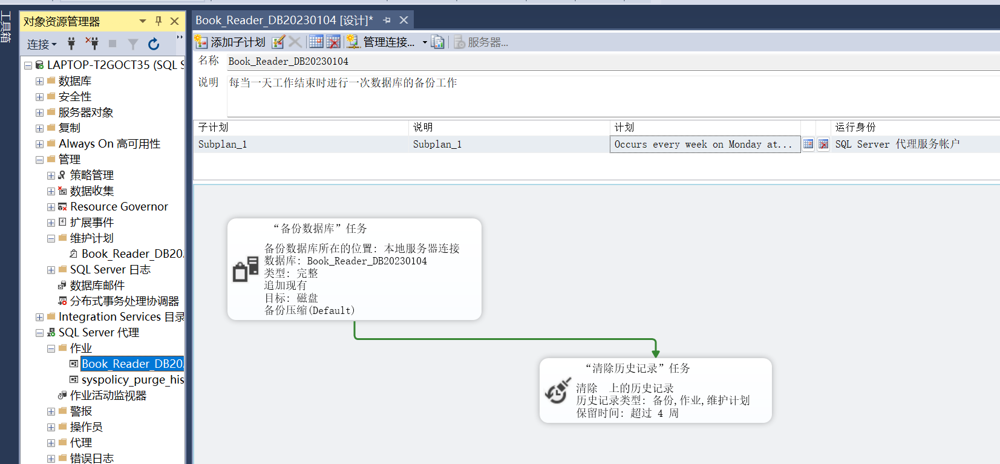 工具箱
对象资源管理器
连接
LAPTOP-T2GOCT35 (SQL S
数据库
安全性
服务器对象
复制
Always On 高可用性
管理
策略管理
数据收集
Resource Governor
扩展事件
维护计划
Book_Reader_DB20
SQL Server 日志
数据库邮件
分布式事务处理协调器
Integration Services 目录
SQL Server 代理
作业
Book_Reader_DB20
syspolicy_purge_his
作业活动监视器
警报
操作员
代理
错误日志
Book_Reader_DB20230104 [设计]*
添加子计划 管理连接... 服务器...
名称 Book_Reader_DB20230104
说明 每当一天工作结束时进行一次数据库的备份工作
子计划 说明 计划 运行身份
Subplan_1 Subplan_1 Occurs every week on Monday at... SQL Server 代理服务帐户
“备份数据库”任务
备份数据库所在的位置: 本地服务器连接
数据库: Book_Reader_DB20230104
类型: 完整
追加现有
目标: 磁盘
备份压缩(Default)
“清除历史记录”任务
清除 上的历史记录
历史记录类型: 备份,作业,维护计划
保留时间: 超过 4 周